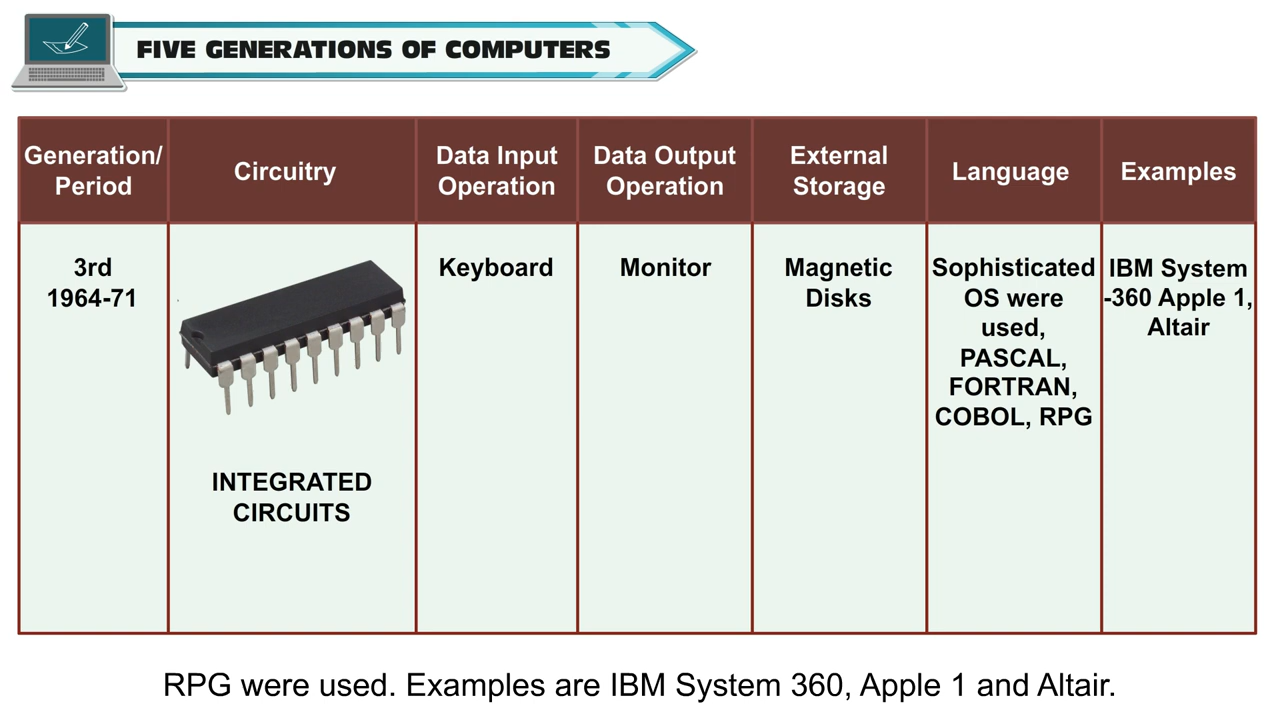 FIVE GENERATIONS OF COMPUTERS
Generation/
Period
Circuitry
Data Input
Operation
Data Output
Operation
External
Storage
Language
Examples
3rd
1964-71
INTEGRATED
CIRCUITS
Keyboard
Monitor
Magnetic
Disks
Sophisticated
OS were
used,
PASCAL,
FORTRAN,
COBOL, RPG
IBM System
-360 Apple 1,
Altair
RPG were used. Examples are IBM System 360, Apple 1 and Altair.